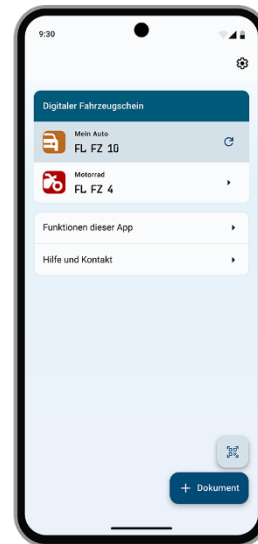 9:30
Digitaler Fahrzeugschein
Mein Auto
FL FZ 10
Motorrad
FL FZ 4
Funktionen dieser App
Hilfe und Kontakt
+ Dokument